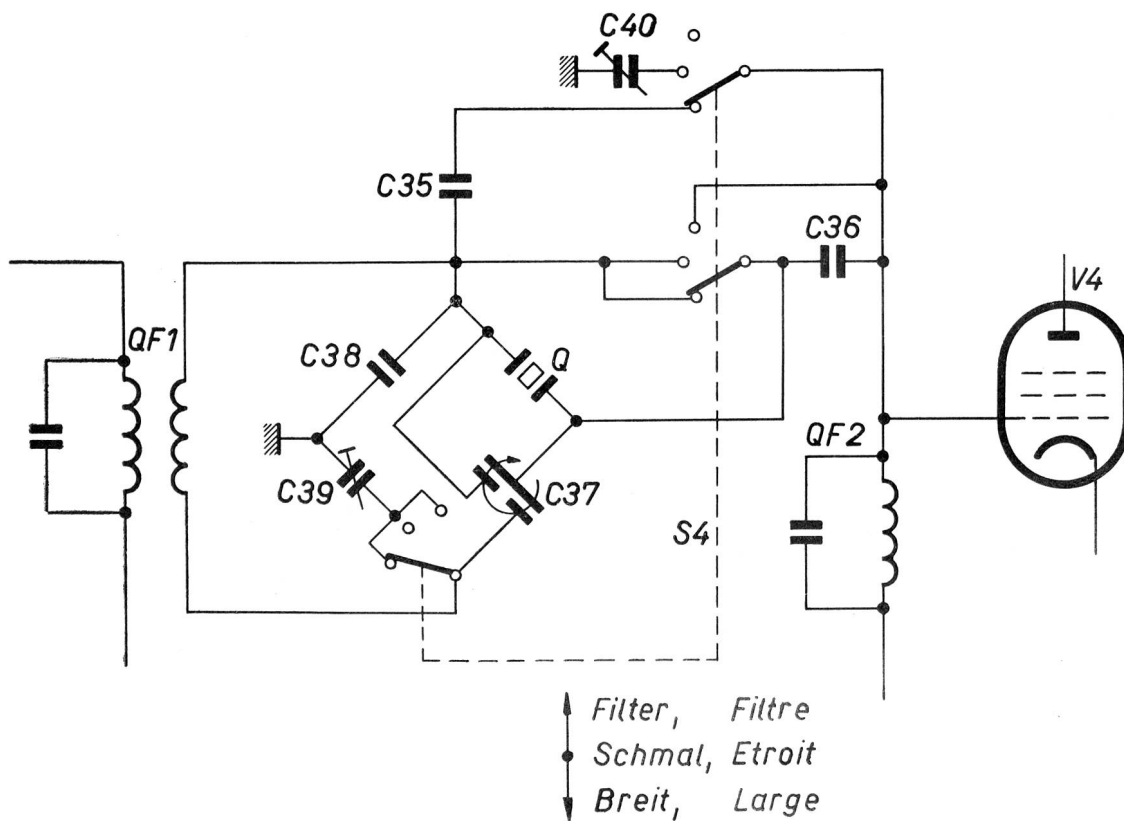 C40
C35
C36
V4
QF1
C38
Q
QF2
C39
C37
S4
Filter, Filtre
Schmal, Etroit
Breit, Large